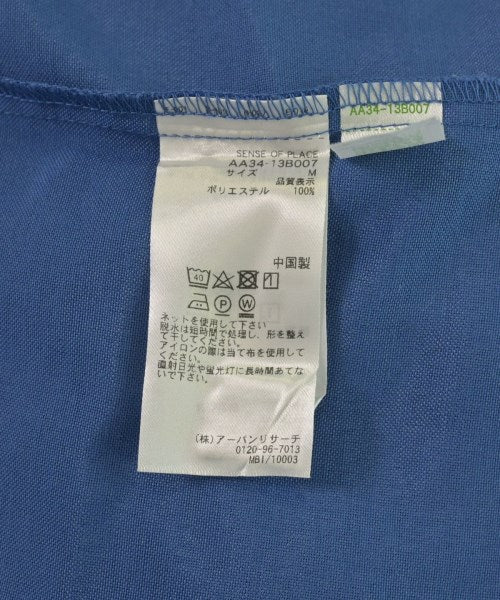 SENSE OF PLACE
AA34-13B007
サイズ M
品質表示
ポリエステル 100%
中国製
40
P W
ネットを使用して下さい
脱水は短時間で処理し、形を整え
て干してください。
アイロンの際は当て布を使用して
ください。
直射日光や蛍光灯に長時間あてな
いで下さい。
(株)アーバンリサーチ
0120-96-7013
MBI/10003
AA34-13B007